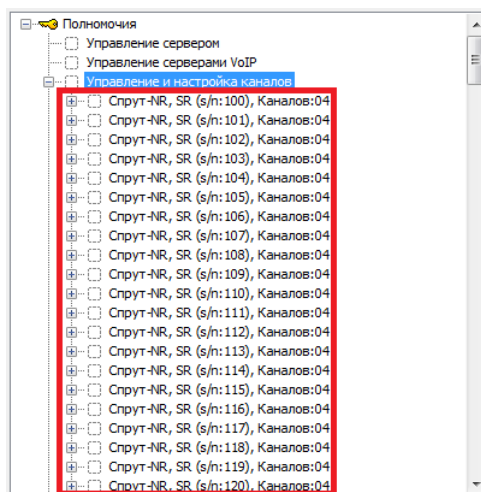 Полномочия
Управление сервером
Управление серверами VoIP
Управление и настройка каналов
Спрут-NR, SR (s/n:100), Каналов:04
Спрут-NR, SR (s/n:101), Каналов:04
Спрут-NR, SR (s/n:102), Каналов:04
Спрут-NR, SR (s/n:103), Каналов:04
Спрут-NR, SR (s/n:104), Каналов:04
Спрут-NR, SR (s/n:105), Каналов:04
Спрут-NR, SR (s/n:106), Каналов:04
Спрут-NR, SR (s/n:107), Каналов:04
Спрут-NR, SR (s/n:108), Каналов:04
Спрут-NR, SR (s/n:109), Каналов:04
Спрут-NR, SR (s/n:110), Каналов:04
Спрут-NR, SR (s/n:111), Каналов:04
Спрут-NR, SR (s/n:112), Каналов:04
Спрут-NR, SR (s/n:113), Каналов:04
Спрут-NR, SR (s/n:114), Каналов:04
Спрут-NR, SR (s/n:115), Каналов:04
Спрут-NR, SR (s/n:116), Каналов:04
Спрут-NR, SR (s/n:117), Каналов:04
Спрут-NR, SR (s/n:118), Каналов:04
Спрут-NR, SR (s/n:119), Каналов:04
Спрут-NR, SR (s/n:120), Каналов:04